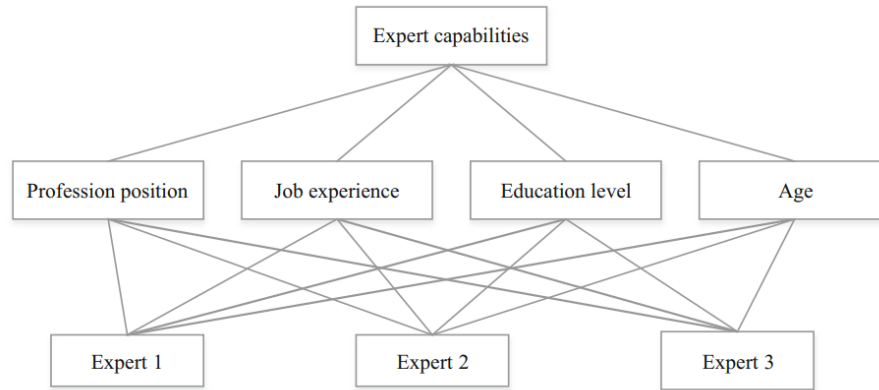 Expert capabilities
Profession position
Job experience
Education level
Age
Expert 1
Expert 2
Expert 3